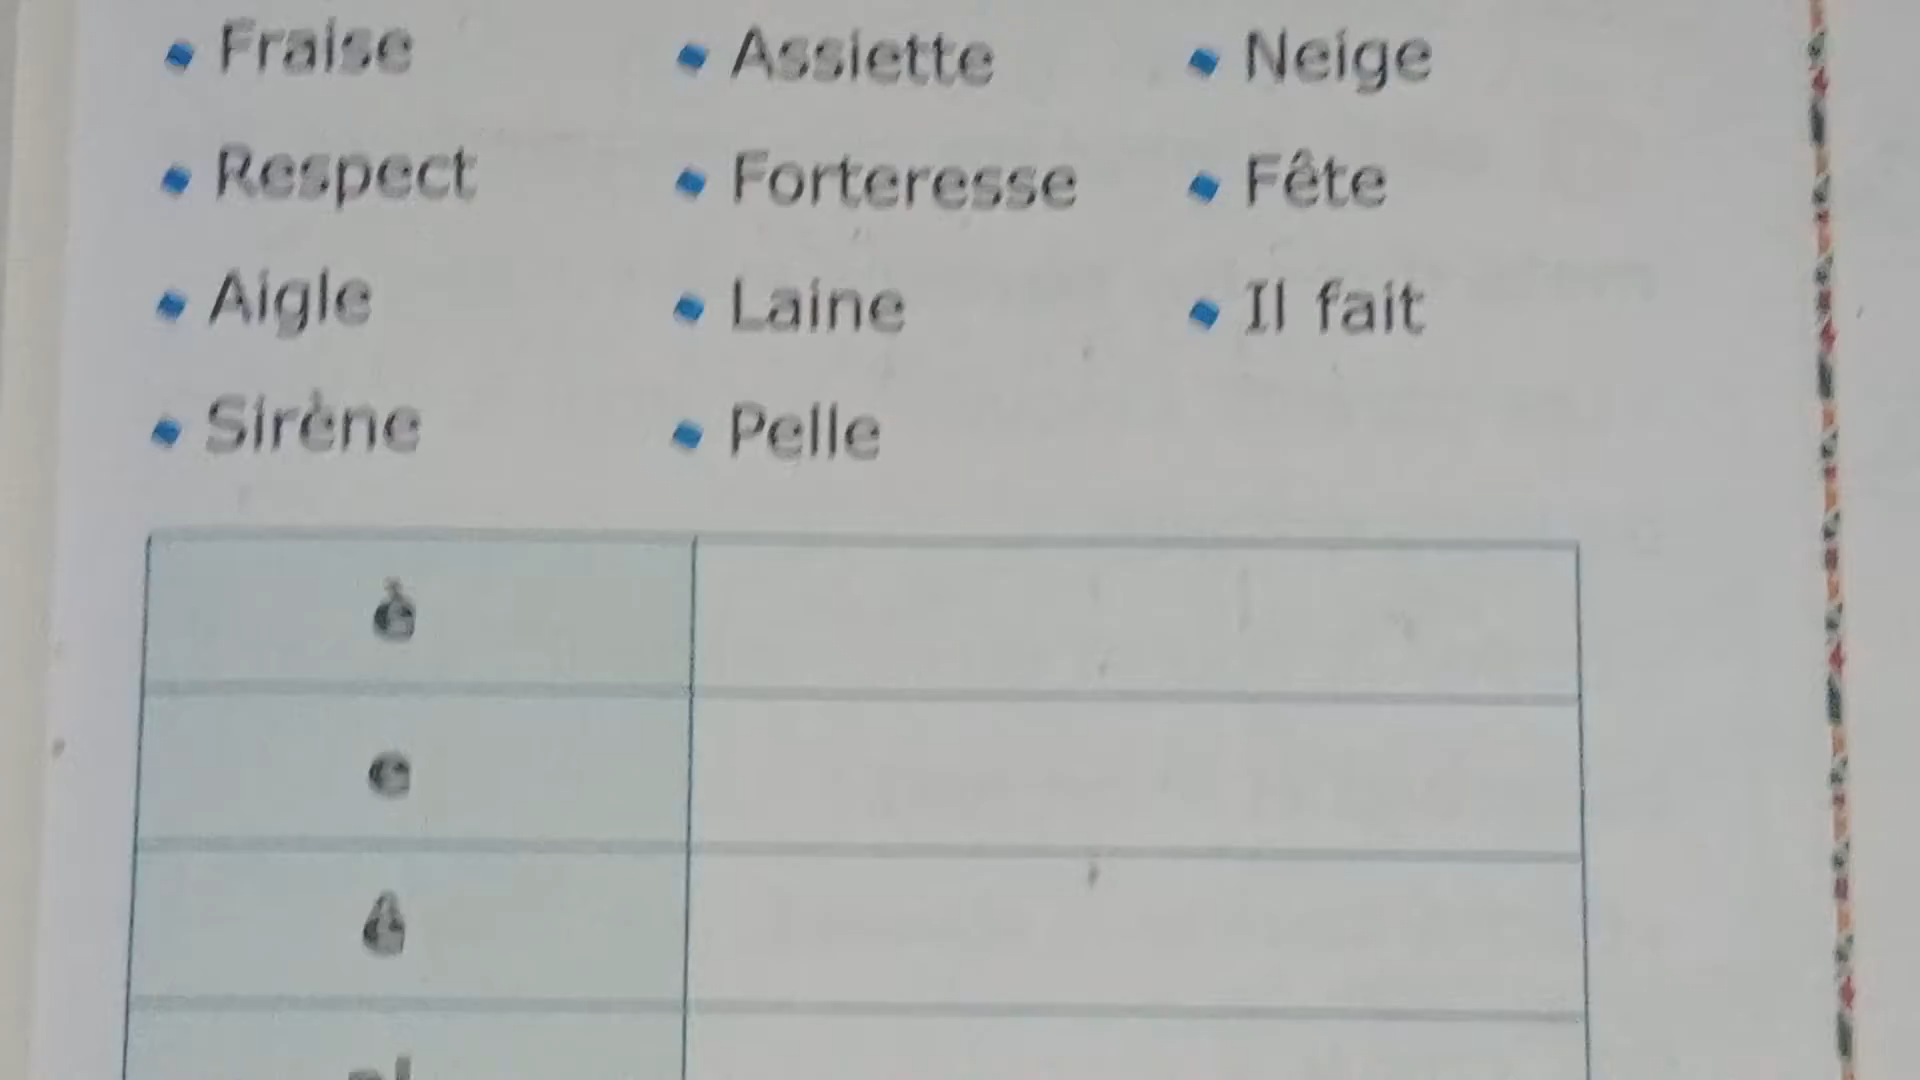 Fraise Assiette Neige
Respect Forteresse Fête
Aigle Laine Il fait
Sirène Pelle
è
e
ê